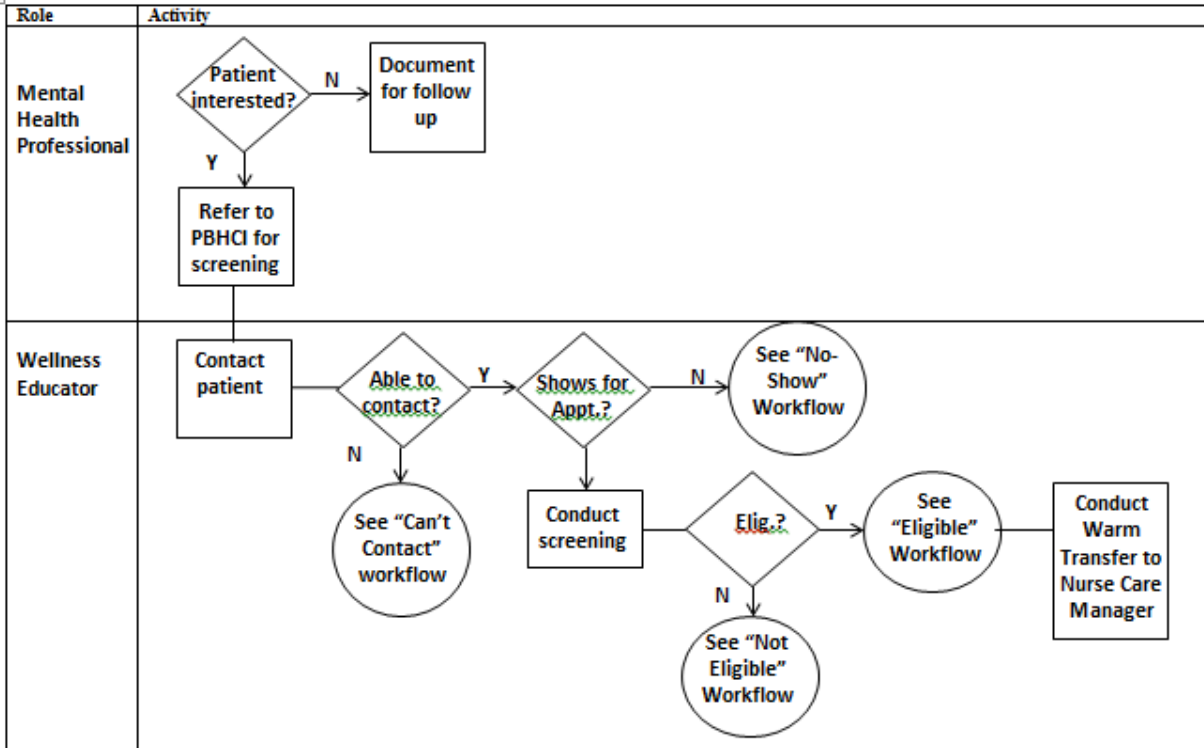 Role
Activity
Mental
Health
Professional
Patient
interested?
N
Document
for follow
up
Y
Refer to
PBHCI for
screening
Wellness
Educator
Contact
patient
Able to
contact?
Y
Shows for
Appt.?
N
See “No-
Show”
Workflow
N
See “Can’t
Contact”
workflow
Conduct
screening
Elig.?
Y
See
“Eligible”
Workflow
Conduct
Warm
Transfer to
Nurse Care
Manager
N
See “Not
Eligible”
Workflow